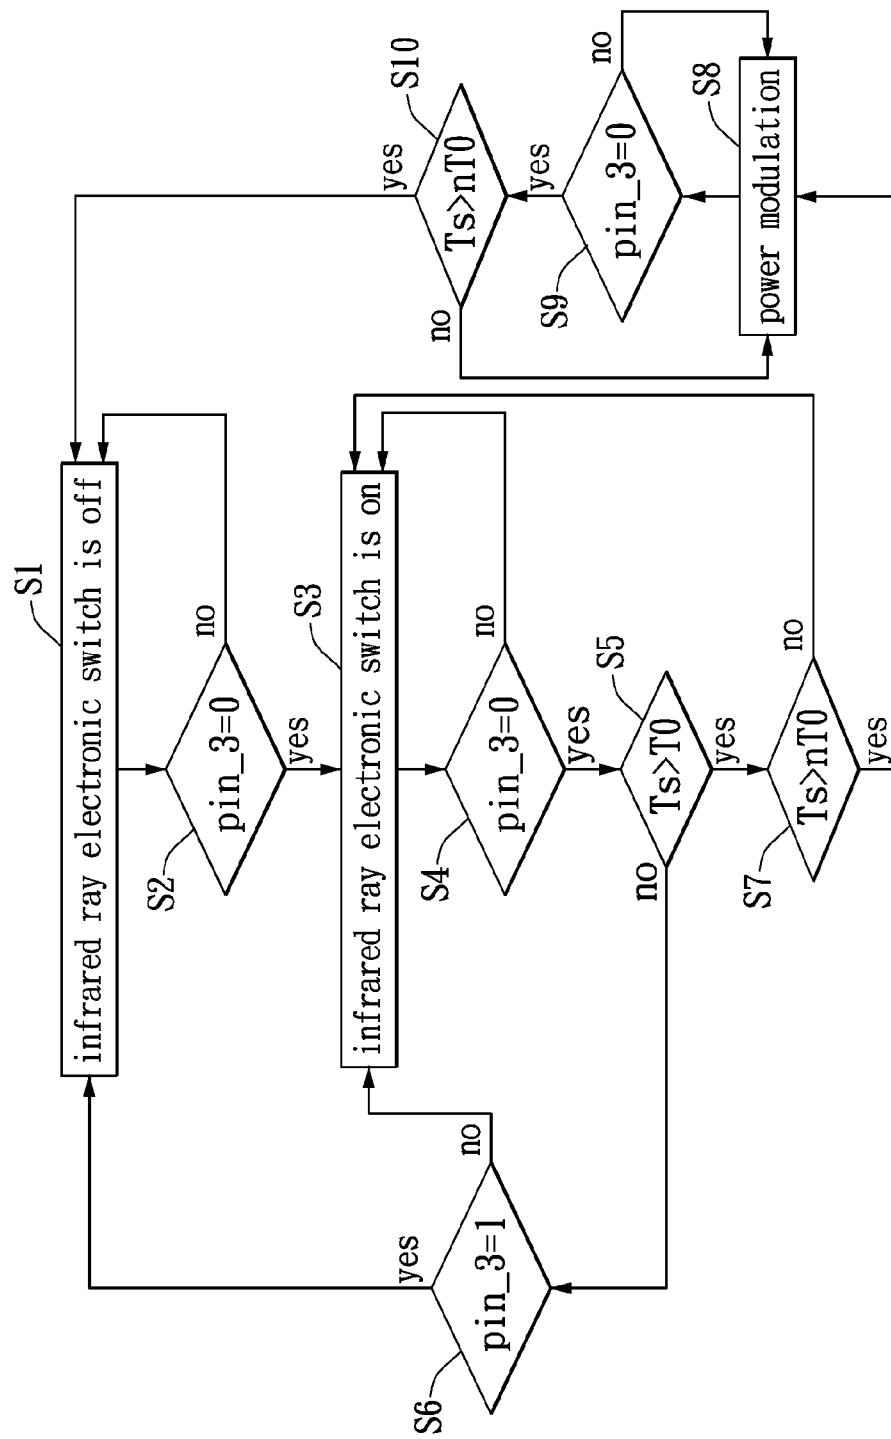 S1
infrared ray electronic switch is off
S2
pin_3=0
no
yes
S3
infrared ray electronic switch is on
S4
pin_3=0
no
yes
S5
Ts>T0
no
yes
S6
pin_3=1
yes
no
S7
Ts>nT0
no
yes
S8
power modulation
S9
pin_3=0
no
yes
S10
Ts>nT0
no
yes